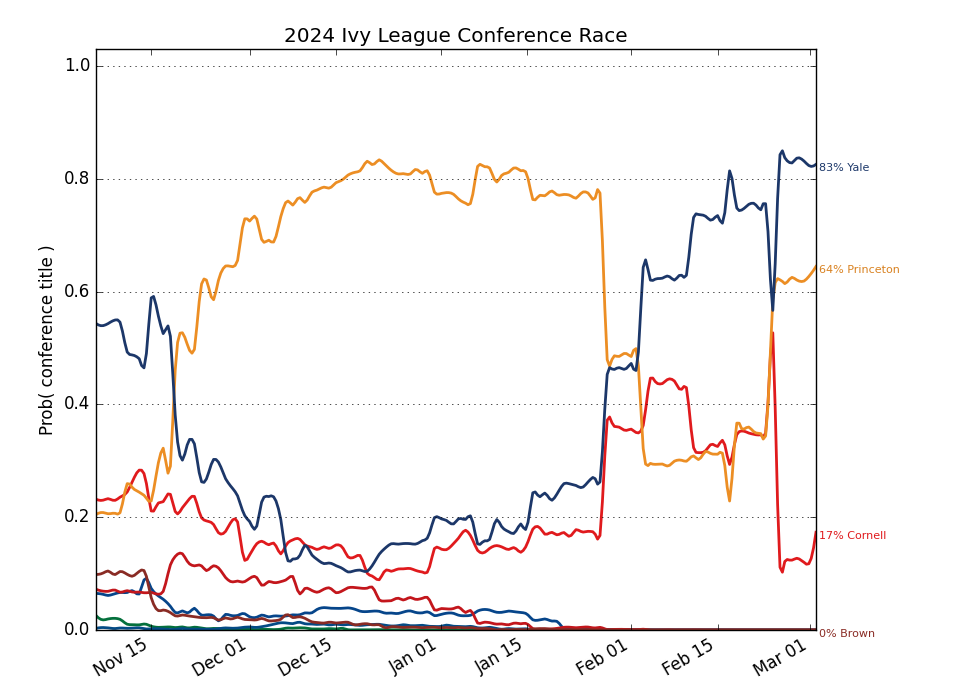 2024 Ivy League Conference Race
Prob( conference title )
1.0
0.8
0.6
0.4
0.2
0.0
83% Yale
64% Princeton
17% Cornell
0% Brown
Nov 15
Dec 01
Dec 15
Jan 01
Jan 15
Feb 01
Feb 15
Mar 01